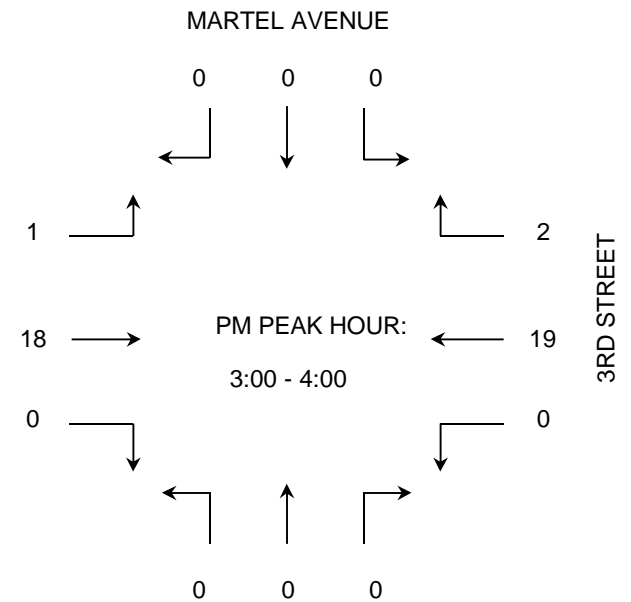 MARTEL AVENUE
0 0 0
1 2
3RD STREET
18 PM PEAK HOUR: 19
3:00 - 4:00
0 0
0 0 0